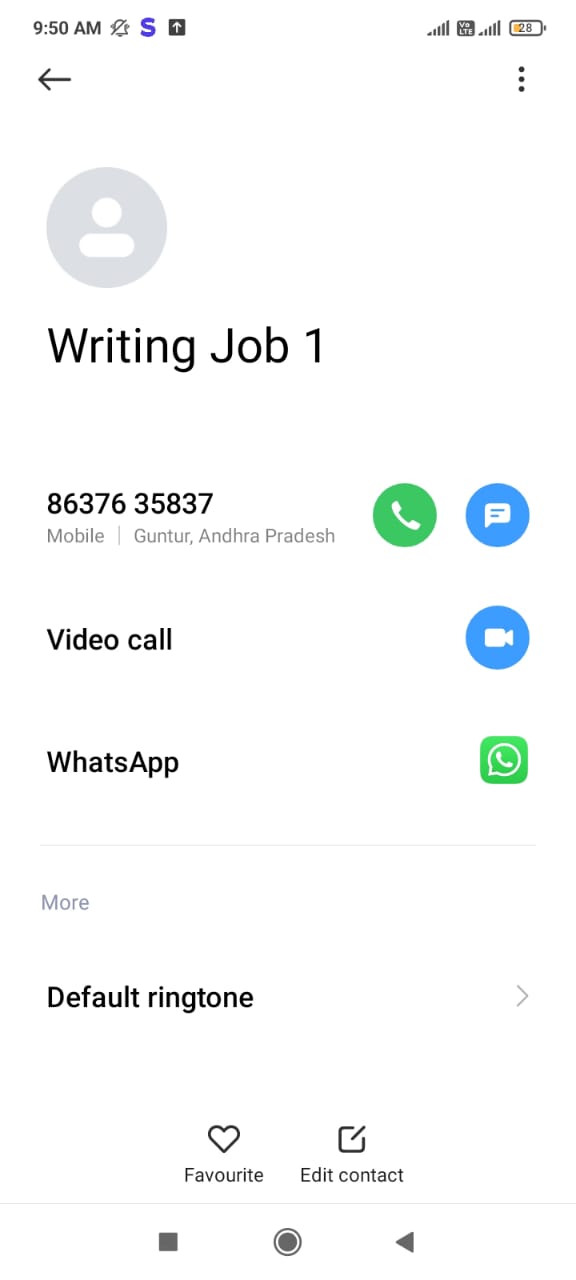 9:50 AM S Vo LTE 28
Writing Job 1
86376 35837
Mobile | Guntur, Andhra Pradesh
Video call
WhatsApp
More
Default ringtone
Favourite Edit contact